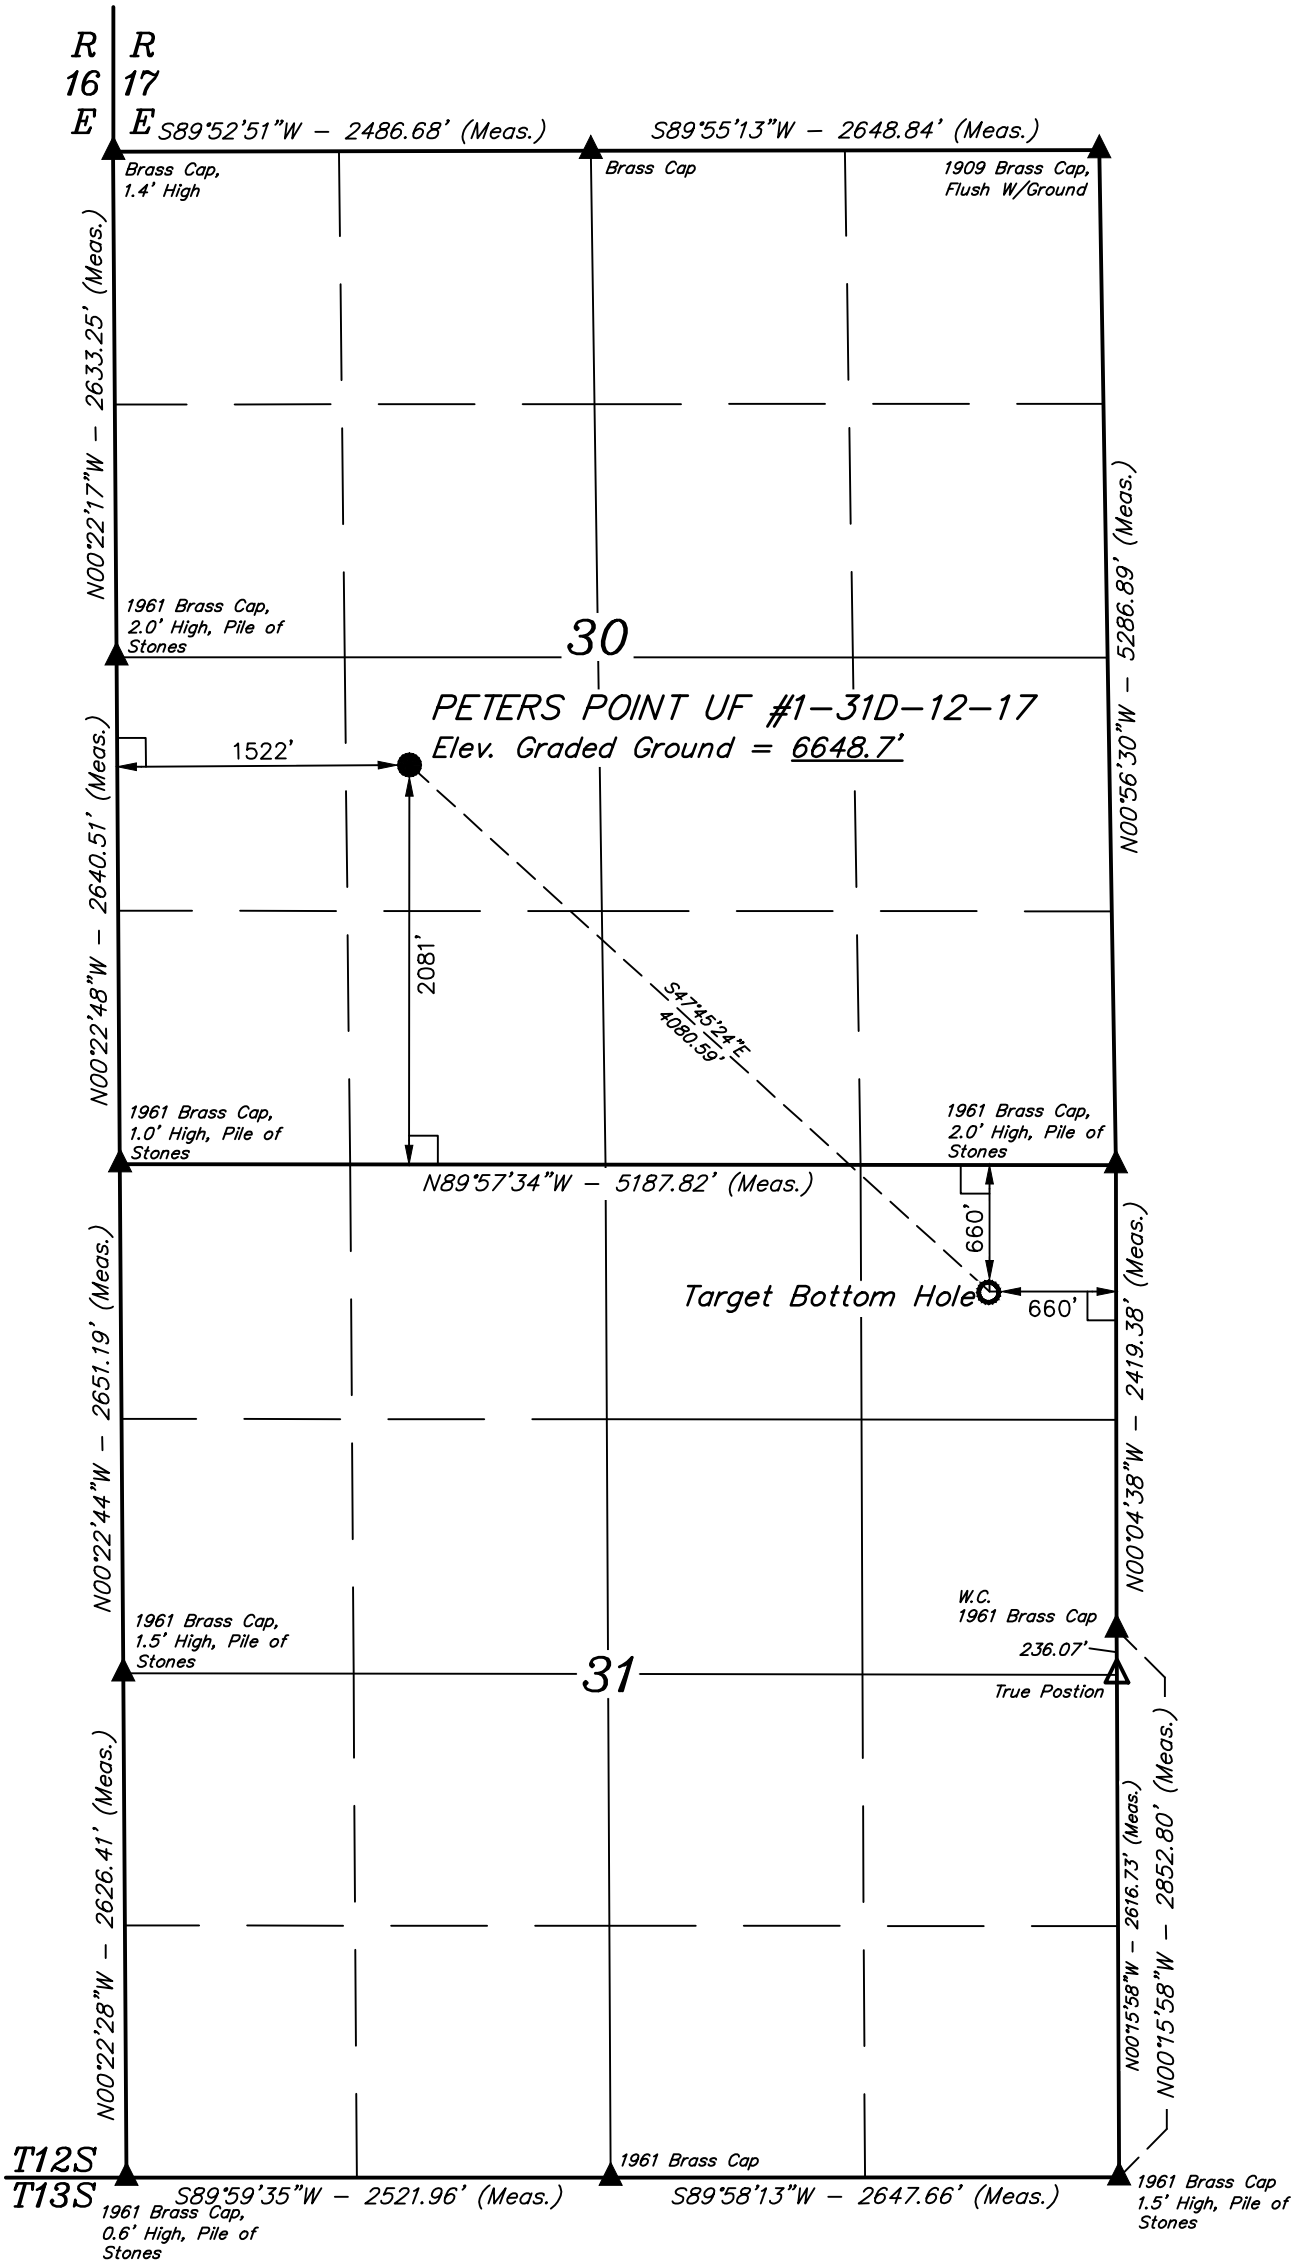 R R
16 17
E E
S89°52'51"W - 2486.68' (Meas.)
S89°55'13"W - 2648.84' (Meas.)
Brass Cap,
1.4' High
Brass Cap
1909 Brass Cap,
Flush W/Ground
N00°22'17"W - 2633.25' (Meas.)
N00°56'30"W - 5286.89' (Meas.)
1961 Brass Cap,
2.0' High, Pile of
Stones
30
PETERS POINT UF #1-31D-12-17
Elev. Graded Ground = 6648.7'
1522'
N00°22'48"W - 2640.51' (Meas.)
2081'
S47°45'24"E
4080.59'
1961 Brass Cap,
1.0' High, Pile of
Stones
1961 Brass Cap,
2.0' High, Pile of
Stones
N89°57'34"W - 5187.82' (Meas.)
660'
Target Bottom Hole
660'
N00°22'44"W - 2651.19' (Meas.)
N00°04'38"W - 2419.38' (Meas.)
W.C.
1961 Brass Cap
236.07'
True Postion
1961 Brass Cap,
1.5' High, Pile of
Stones
31
N00°22'28"W - 2626.41' (Meas.)
N00°15'58"W - 2616.73' (Meas.)
N00°15'58"W - 2852.80' (Meas.)
T12S
T13S
1961 Brass Cap
S89°59'35"W - 2521.96' (Meas.)
S89°58'13"W - 2647.66' (Meas.)
1961 Brass Cap,
0.6' High, Pile of
Stones
1961 Brass Cap
1.5' High, Pile of
Stones